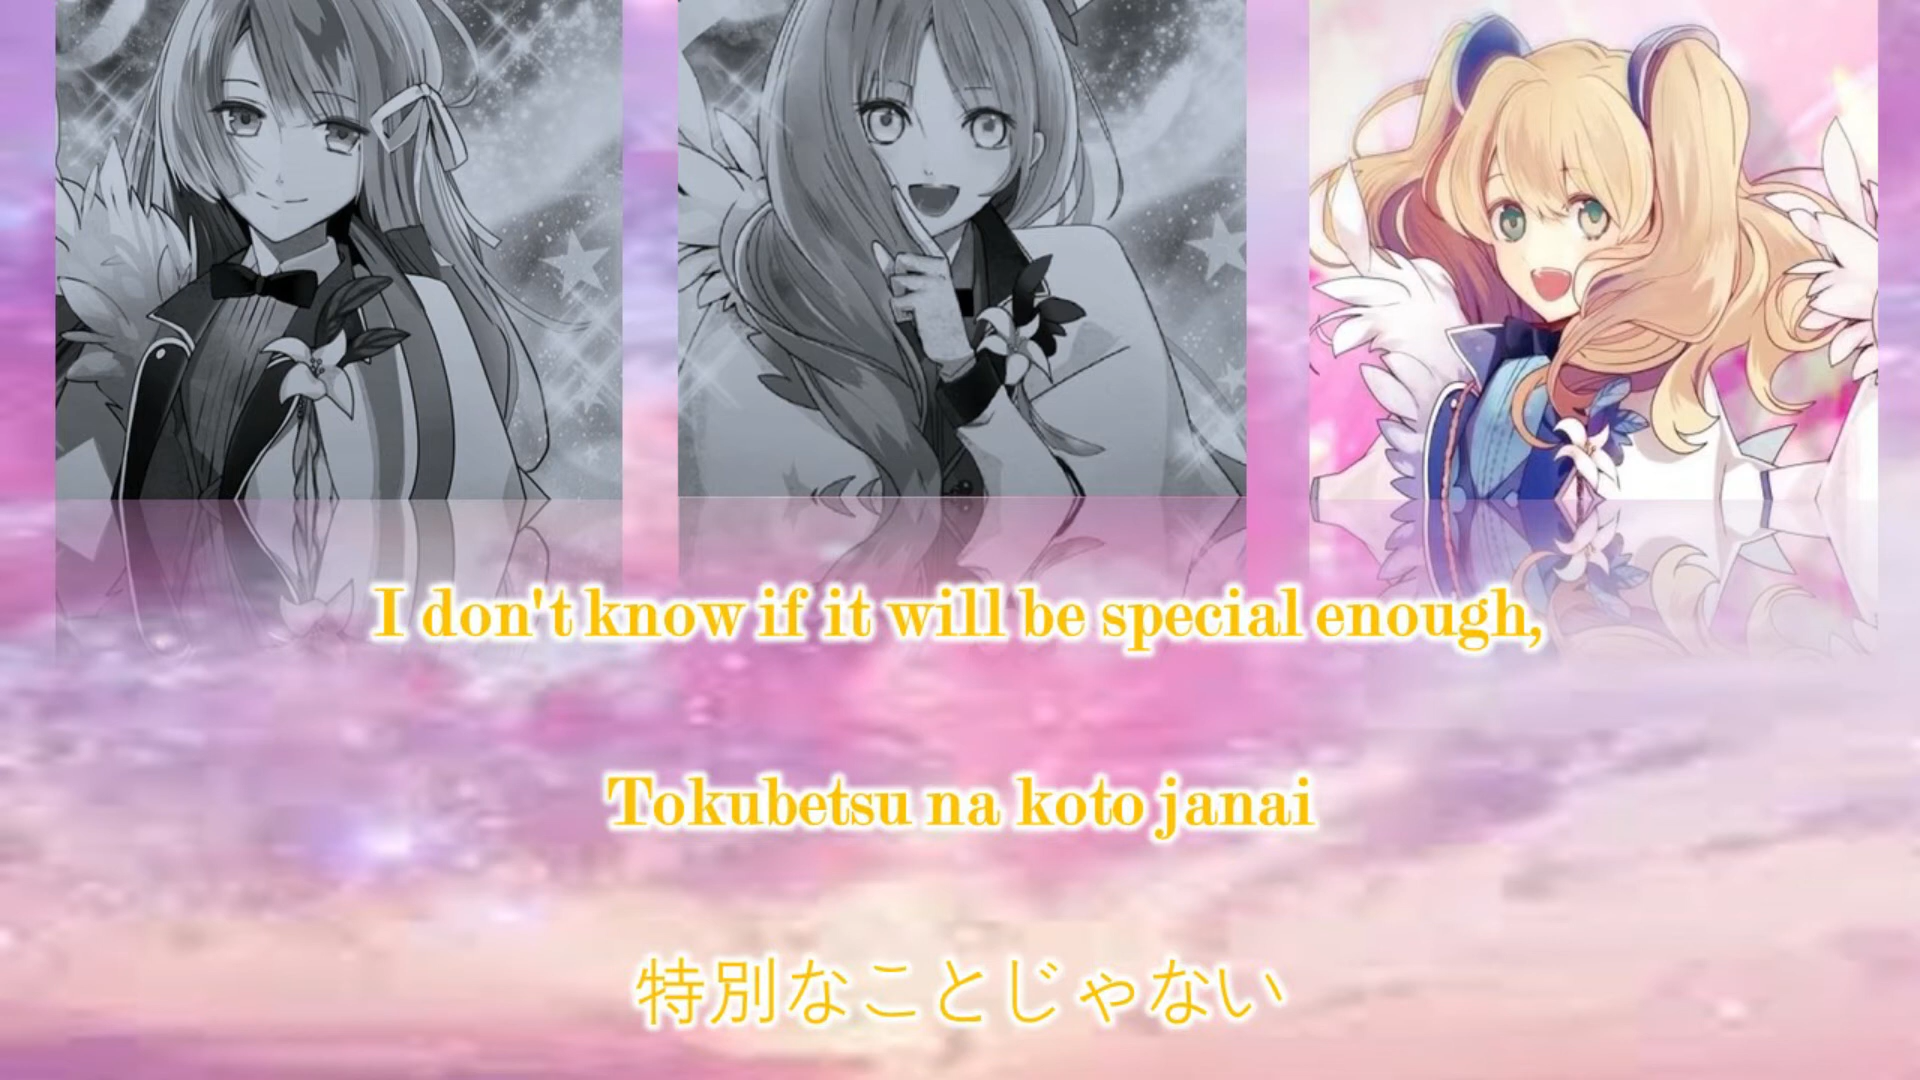 I don't know if it will be special enough,
Tokubetsu na koto janai
特別なことじゃない